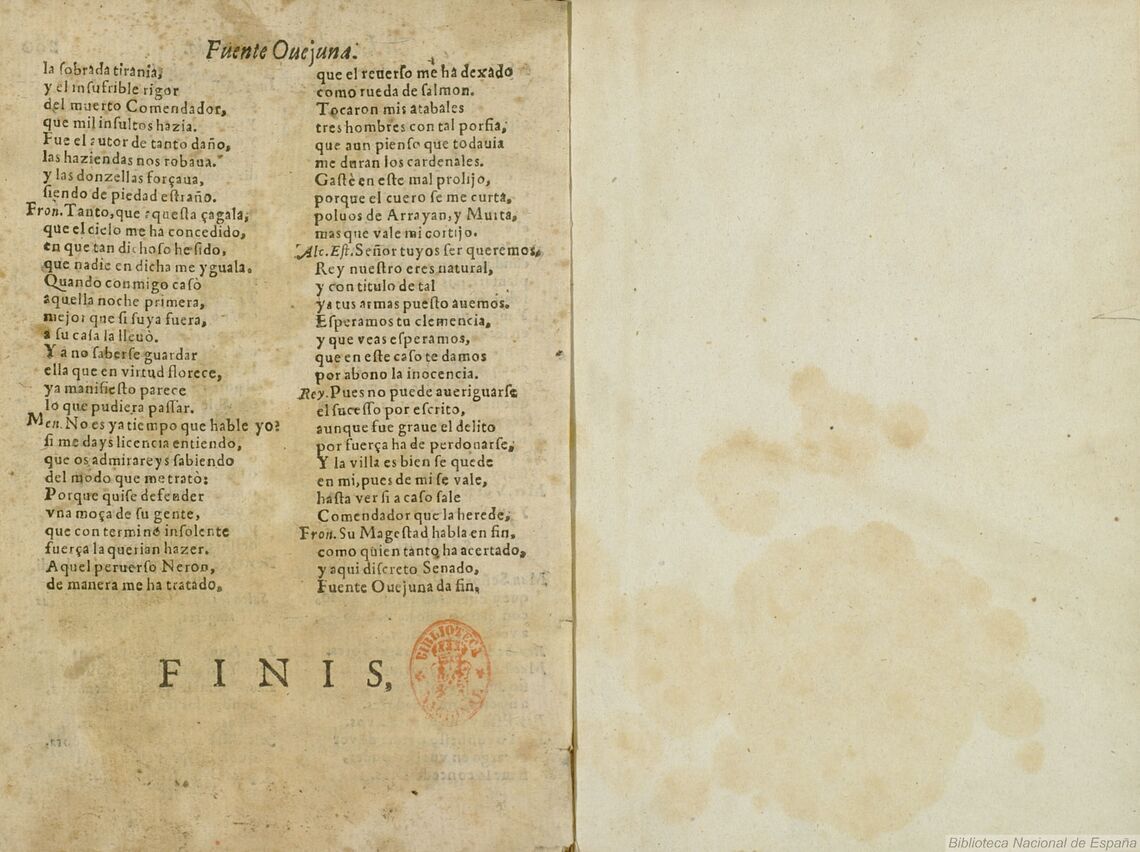 Fuente Ouejuna.
la sobrada tirania,
y el insufrible rigor
del muerto Comendador,
que mil insultos hazia.
Fue el autor de tanto daño,
las haziendas nos robaua.
y las donzellas forçaua,
siendo de piedad estraño.
Fron. Tanto, que aquesta çagala,
que el cielo me ha concedido,
en que tan dichoso he sido,
que nadie en dicha me yguala.
Quando conmigo casò
aquella noche primera,
mejor que si suya fuera,
a su casa la lleuò.
Y a no saberse guardar
ella que en virtud florece,
ya manifiesto parece
lo que pudiera passar.
Men. No es ya tiempo que hable yo?
si me days licencia entiendo,
que os admirareys sabiendo
del modo que me tratò:
Porque quise defender
vna moça de su gente,
que con terminé insolente
fuerça la querian hazer.
Aquel peruerso Neron,
de manera me ha tratado,
que el reuerso me ha dexado
como rueda de salmon.
Tocaron mis atabales
tres hombres con tal porfia,
que aun pienso que todauia
me duran los cardenales.
Gastè en este mal prolijo,
porque el cuero se me curta,
poluos de Arrayan, y Murta,
mas que vale mi cortijo.
Alc. Est. Señor tuyos ser queremos,
Rey nuestro eres natural,
y con titulo de tal
ya tus armas puesto auemos.
Esperamos tu clemencia,
y que veas esperamos,
que en este caso te damos
por abono la inocencia.
Rey. Pues no puede aueriguarse
el sucesso por escrito,
aunque fue graue el delito
por fuerça ha de perdonarse,
Y la villa es bien se quede
en mi, pues de mi se vale,
hasta ver si a caso sale
Comendador que la herede,
Fron. Su Magestad habla en fin,
como quien tanto ha acertado,
y aqui discreto Senado,
Fuente Ouejuna da fin,
FINIS,
BIBLIOTECA
Biblioteca Nacional de España